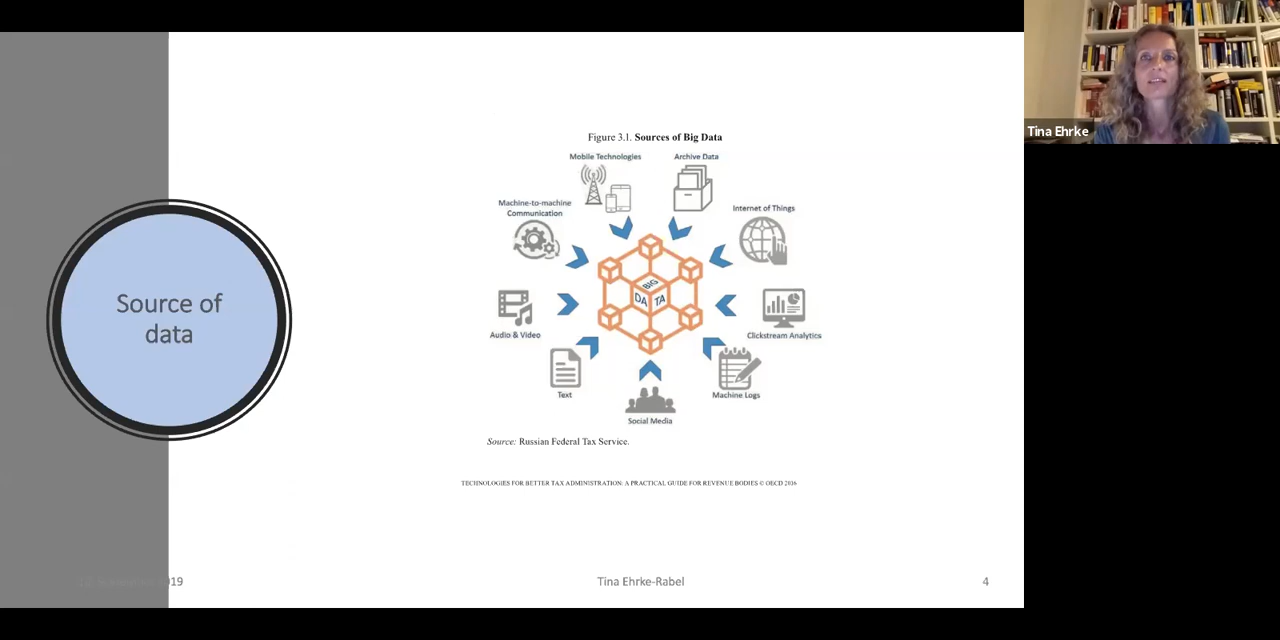 Tina Ehrke
Source of
data
Figure 3.1. Sources of Big Data
Mobile Technologies
Archive Data
Machine-to-machine
Communication
Internet of Things
BIG
DA TA
Audio & Video
Clickstream Analytics
Text
Machine Logs
Social Media
Source: Russian Federal Tax Service.
TECHNOLOGIES FOR BETTER TAX ADMINISTRATION: A PRACTICAL GUIDE FOR REVENUE BODIES © OECD 2016
Tina Ehrke-Rabel
4